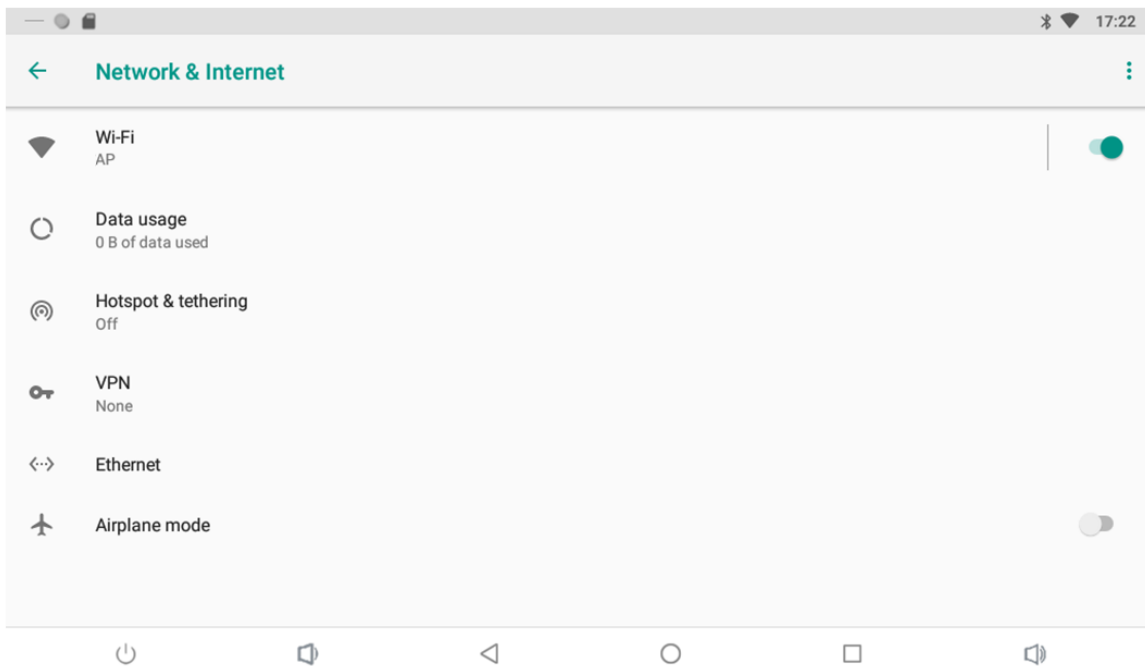 17:22
Network & Internet
Wi-Fi
AP
Data usage
0 B of data used
Hotspot & tethering
Off
VPN
None
Ethernet
Airplane mode